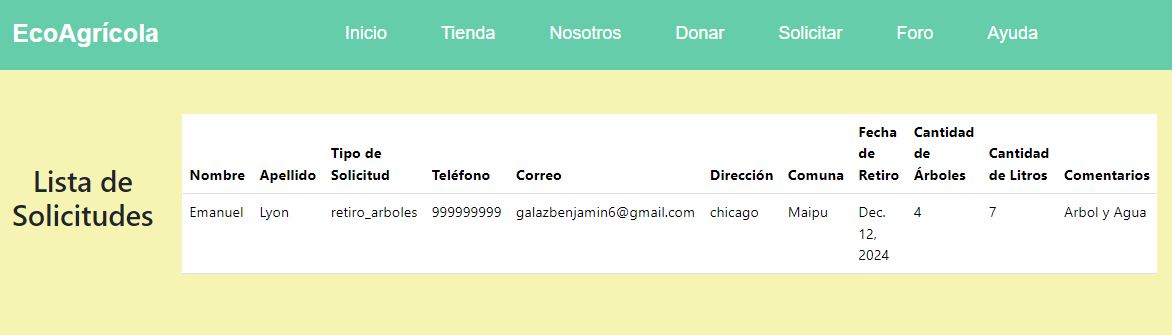 EcoAgrícola Inicio Tienda Nosotros Donar Solicitar Foro Ayuda
Lista de
Solicitudes
Nombre Apellido Tipo de Solicitud Teléfono Correo Dirección Comuna Fecha de Retiro Cantidad de Árboles Cantidad de Litros Comentarios
Emanuel Lyon retiro_arboles 999999999 galazbenjamin6@gmail.com chicago Maipu Dec. 12, 2024 4 7 Arbol y Agua